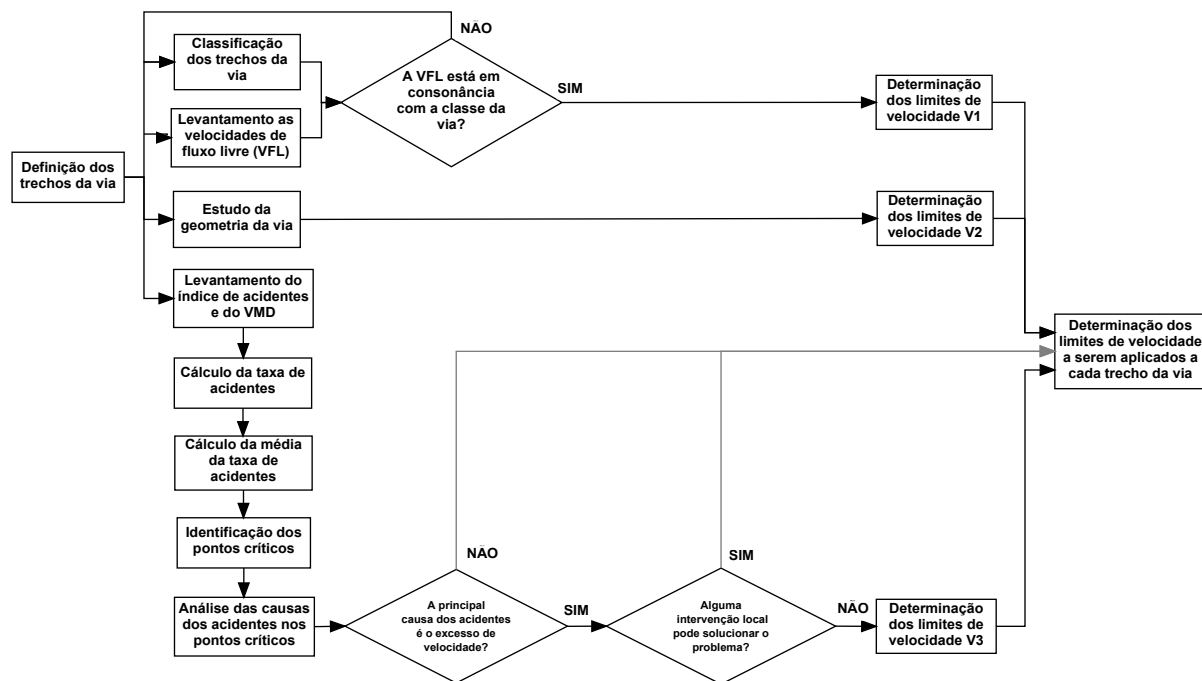 NÃO
Classificação
dos trechos da
via
A VFL está em
consonância
com a classe da
via?
SIM
Determinação
dos limites de
velocidade V1
Levantamento as
velocidades de
fluxo livre (VFL)
Definição dos
trechos da via
Estudo da
geometria da via
Determinação
dos limites de
velocidade V2
Levantamento do
índice de acidentes
e do VMD
Determinação dos
limites de velocidade
a serem aplicados a
cada trecho da via
Cálculo da taxa de
acidentes
Cálculo da média
da taxa de
acidentes
Identificação dos
pontos críticos
NÃO
SIM
Análise das causas
dos acidentes nos
pontos críticos
A principal
causa dos acidentes
é o excesso de
velocidade?
SIM
Alguma
intervenção local
pode solucionar o
problema?
NÃO
Determinação
dos limites de
velocidade V3